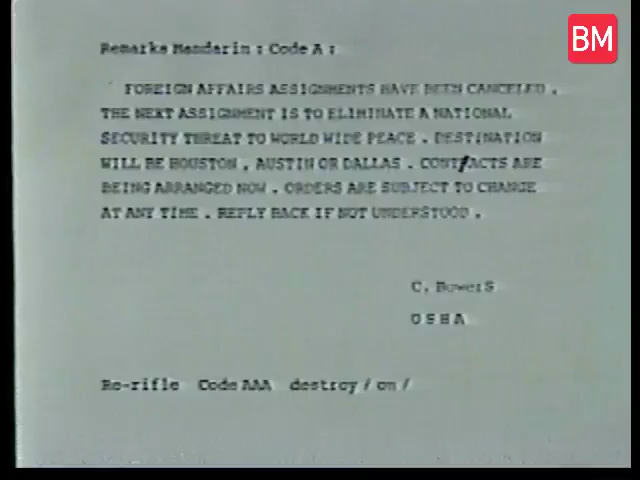 BM
Remarks Mandarin : Code A :
FOREIGN AFFAIRS ASSIGNMENTS HAVE BEEN CANCELED .
THE NEXT ASSIGNMENT IS TO ELIMINATE A NATIONAL
SECURITY THREAT TO WORLD WIDE PEACE . DESTINATION
WILL BE HOUSTON , AUSTIN OR DALLAS . CONTACTS ARE
BEING ARRANGED NOW . ORDERS ARE SUBJECT TO CHANGE
AT ANY TIME . REPLY BACK IF NOT UNDERSTOOD .
C. Bowers
OSHA
Re-rifle Code AAA destroy / on /